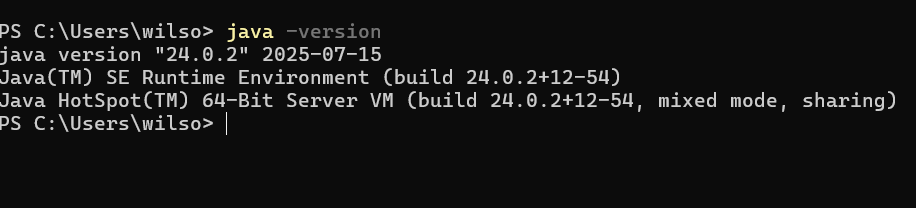 PS C:\Users\wilso> java -version
java version "24.0.2" 2025-07-15
Java(TM) SE Runtime Environment (build 24.0.2+12-54)
Java HotSpot(TM) 64-Bit Server VM (build 24.0.2+12-54, mixed mode, sharing)
PS C:\Users\wilso>